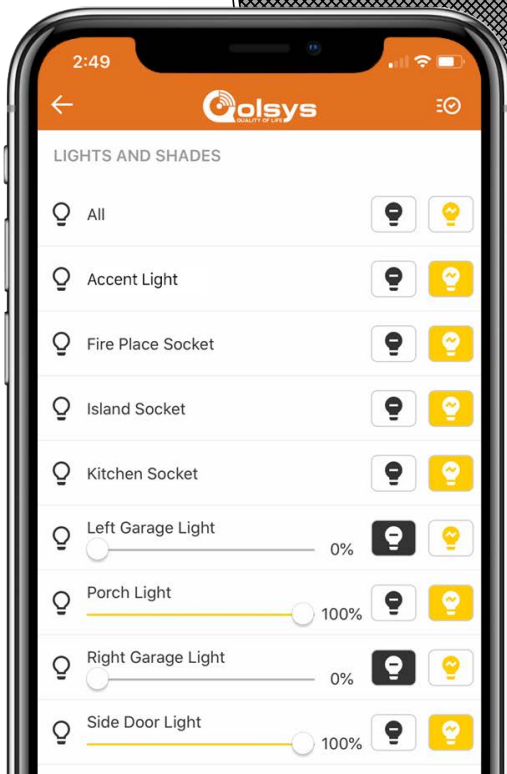 2:49
Qolsys
QUALITY OF LIFE
LIGHTS AND SHADES
All
Accent Light
Fire Place Socket
Island Socket
Kitchen Socket
Left Garage Light
0%
Porch Light
100%
Right Garage Light
0%
Side Door Light
100%